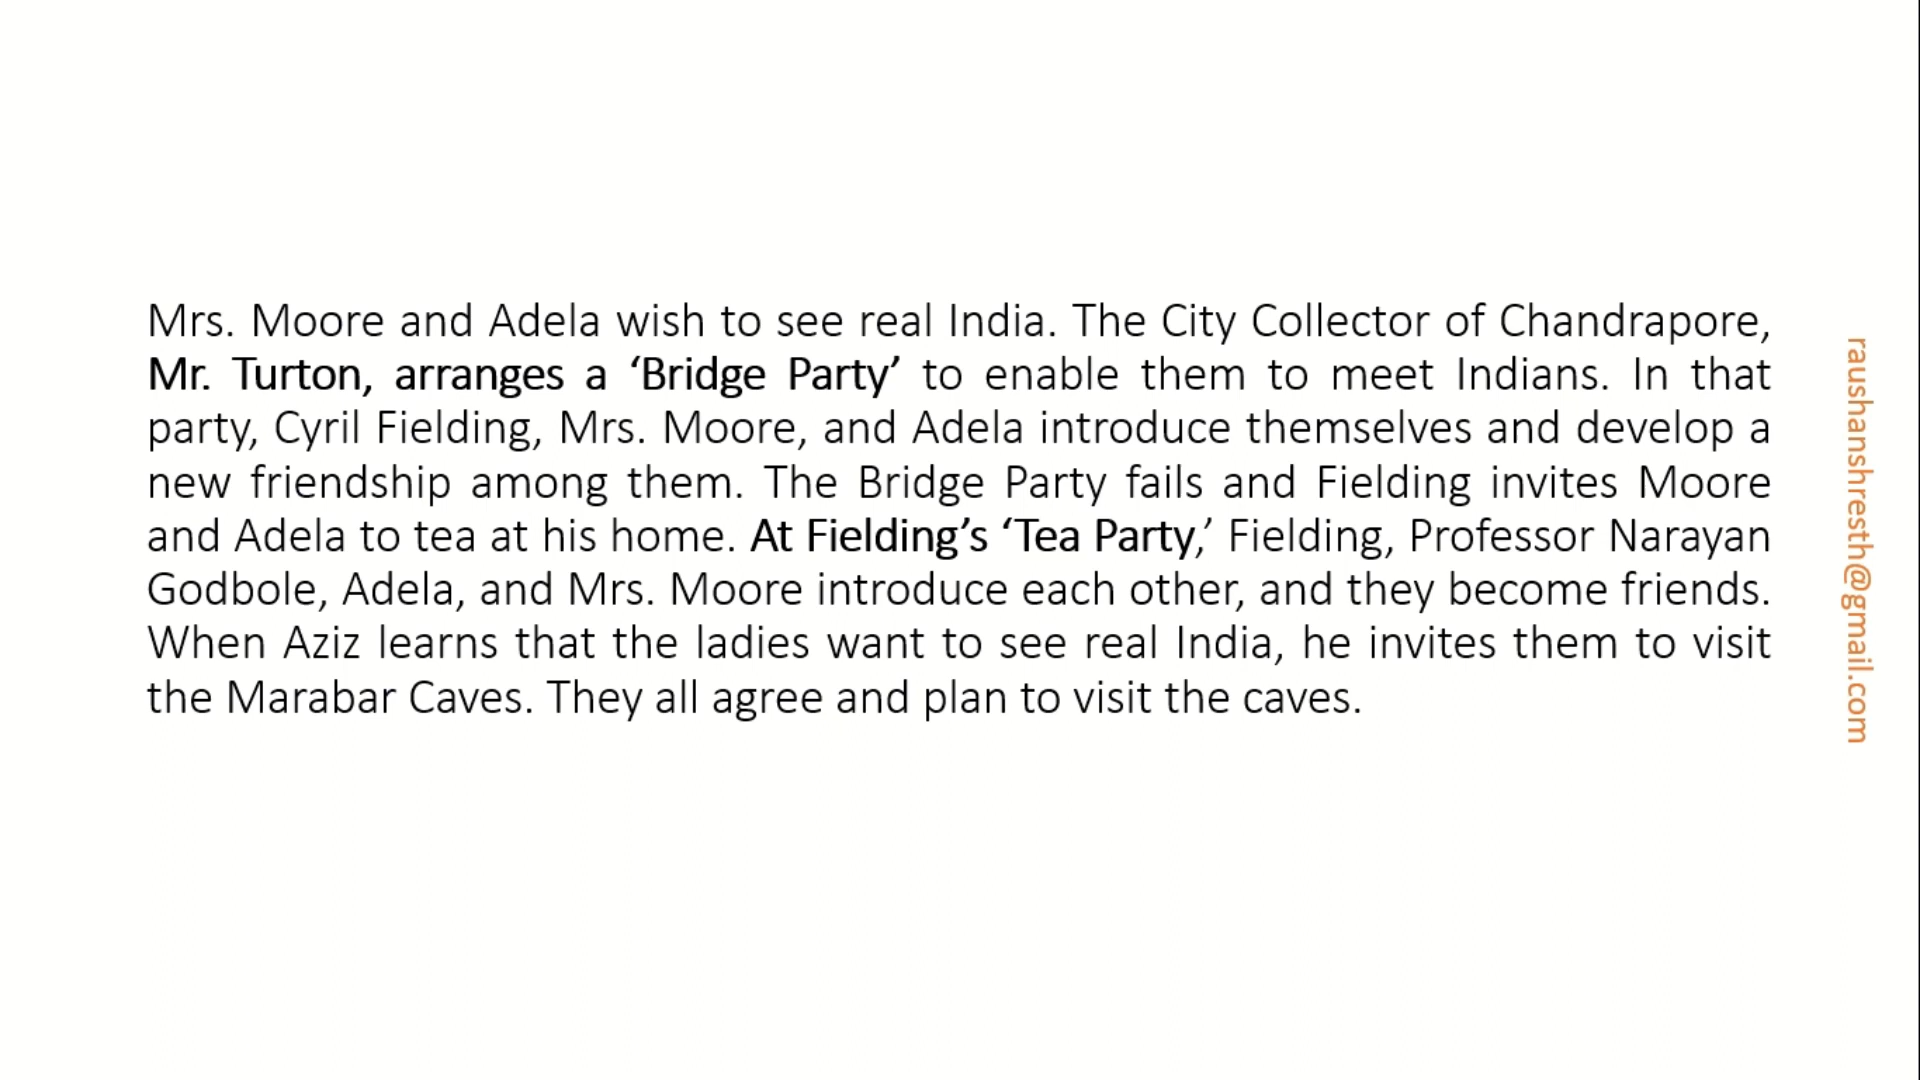 Mrs. Moore and Adela wish to see real India. The City Collector of Chandrapore,
Mr. Turton, arranges a ‘Bridge Party’ to enable them to meet Indians. In that
party, Cyril Fielding, Mrs. Moore, and Adela introduce themselves and develop a
new friendship among them. The Bridge Party fails and Fielding invites Moore
and Adela to tea at his home. At Fielding’s ‘Tea Party,’ Fielding, Professor Narayan
Godbole, Adela, and Mrs. Moore introduce each other, and they become friends.
When Aziz learns that the ladies want to see real India, he invites them to visit
the Marabar Caves. They all agree and plan to visit the caves.
raushanshresth@gmail.com